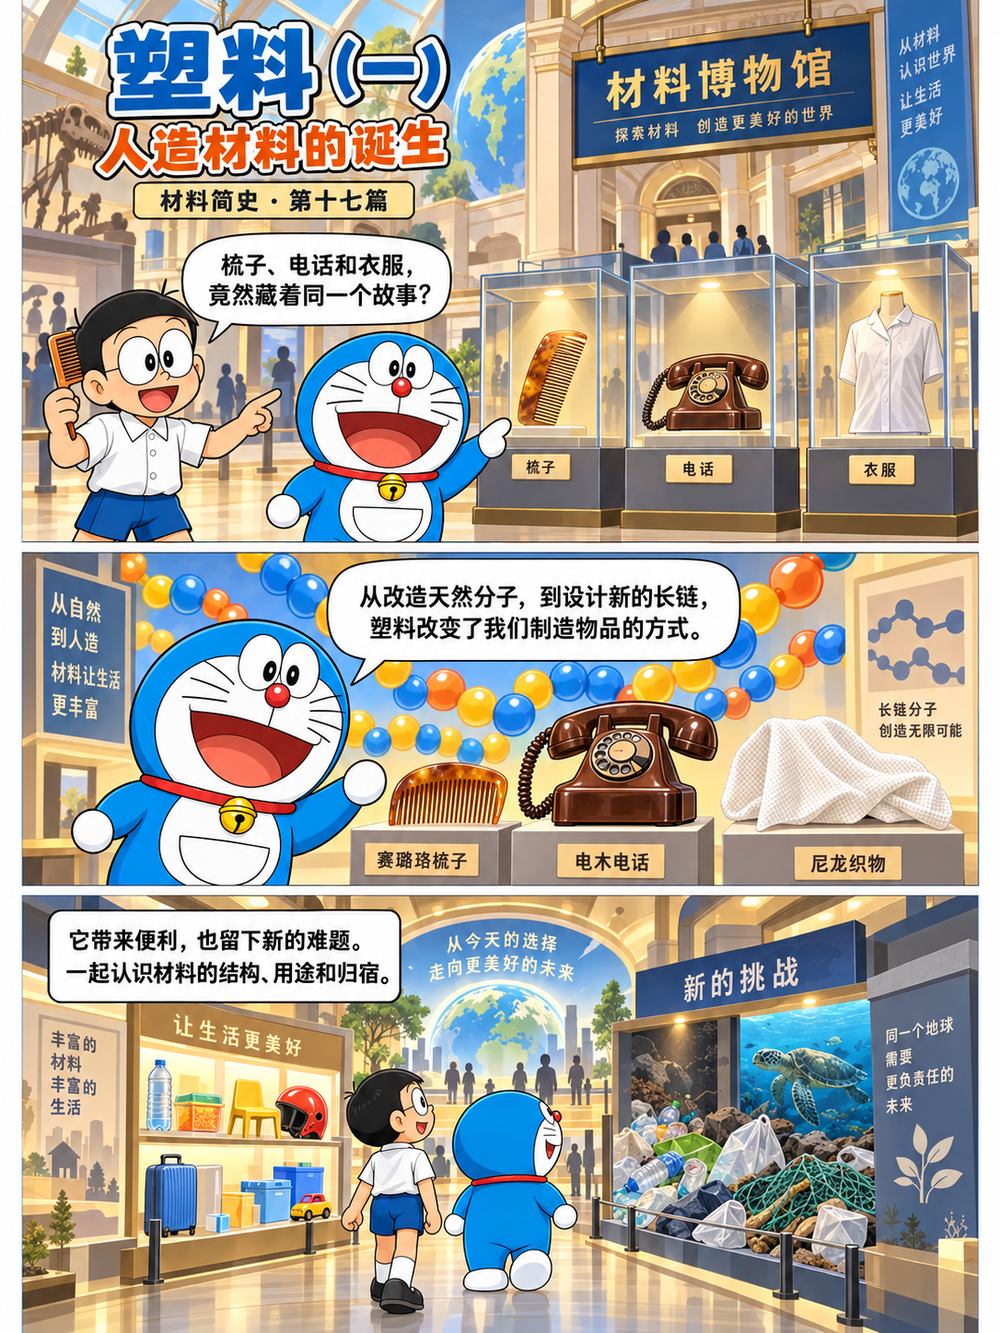 塑料(一)
人造材料的诞生
材料简史·第十七篇
材料博物馆
探索材料 创造更美好的世界
从材料
认识世界
让生活
更美好
梳子、电话和衣服，
竟然藏着同一个故事？
梳子
电话
衣服
从自然
到人造
材料让生活
更丰富
从改造天然分子，到设计新的长链，
塑料改变了我们制造物品的方式。
长链分子
创造无限可能
赛璐珞梳子
电木电话
尼龙织物
它带来便利，也留下新的难题。
一起认识材料的结构、用途和归宿。
从今天的选择
走向更美好的未来
新的挑战
丰富的
材料
丰富的
生活
让生活更美好
同一个地球
需要
更负责任的
未来